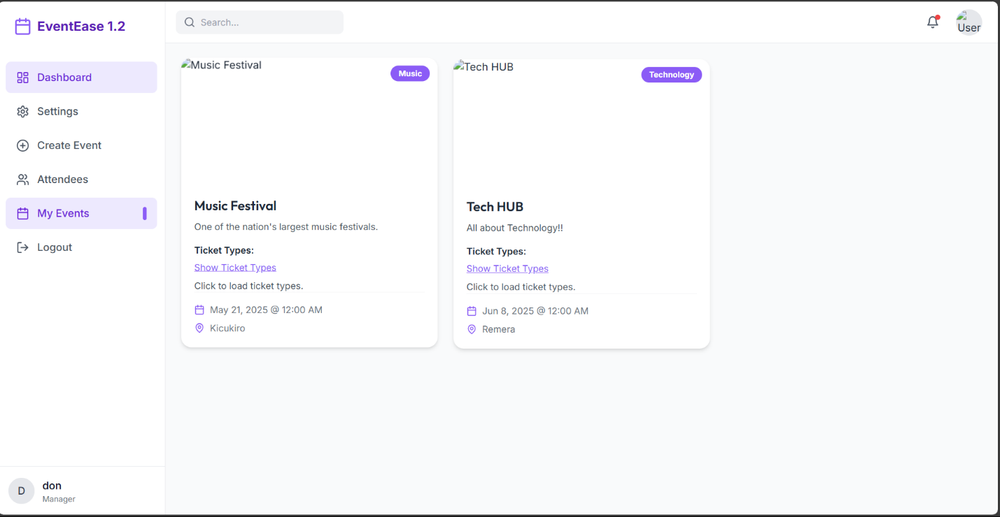 EventEase 1.2
Search...
User
Dashboard
Settings
Create Event
Attendees
My Events
Logout
Music Festival
Music
Music Festival
One of the nation's largest music festivals.
Ticket Types:
Show Ticket Types
Click to load ticket types.
May 21, 2025 @ 12:00 AM
Kicukiro
Tech HUB
Technology
Tech HUB
All about Technology!!
Ticket Types:
Show Ticket Types
Click to load ticket types.
Jun 8, 2025 @ 12:00 AM
Remera
D
don
Manager